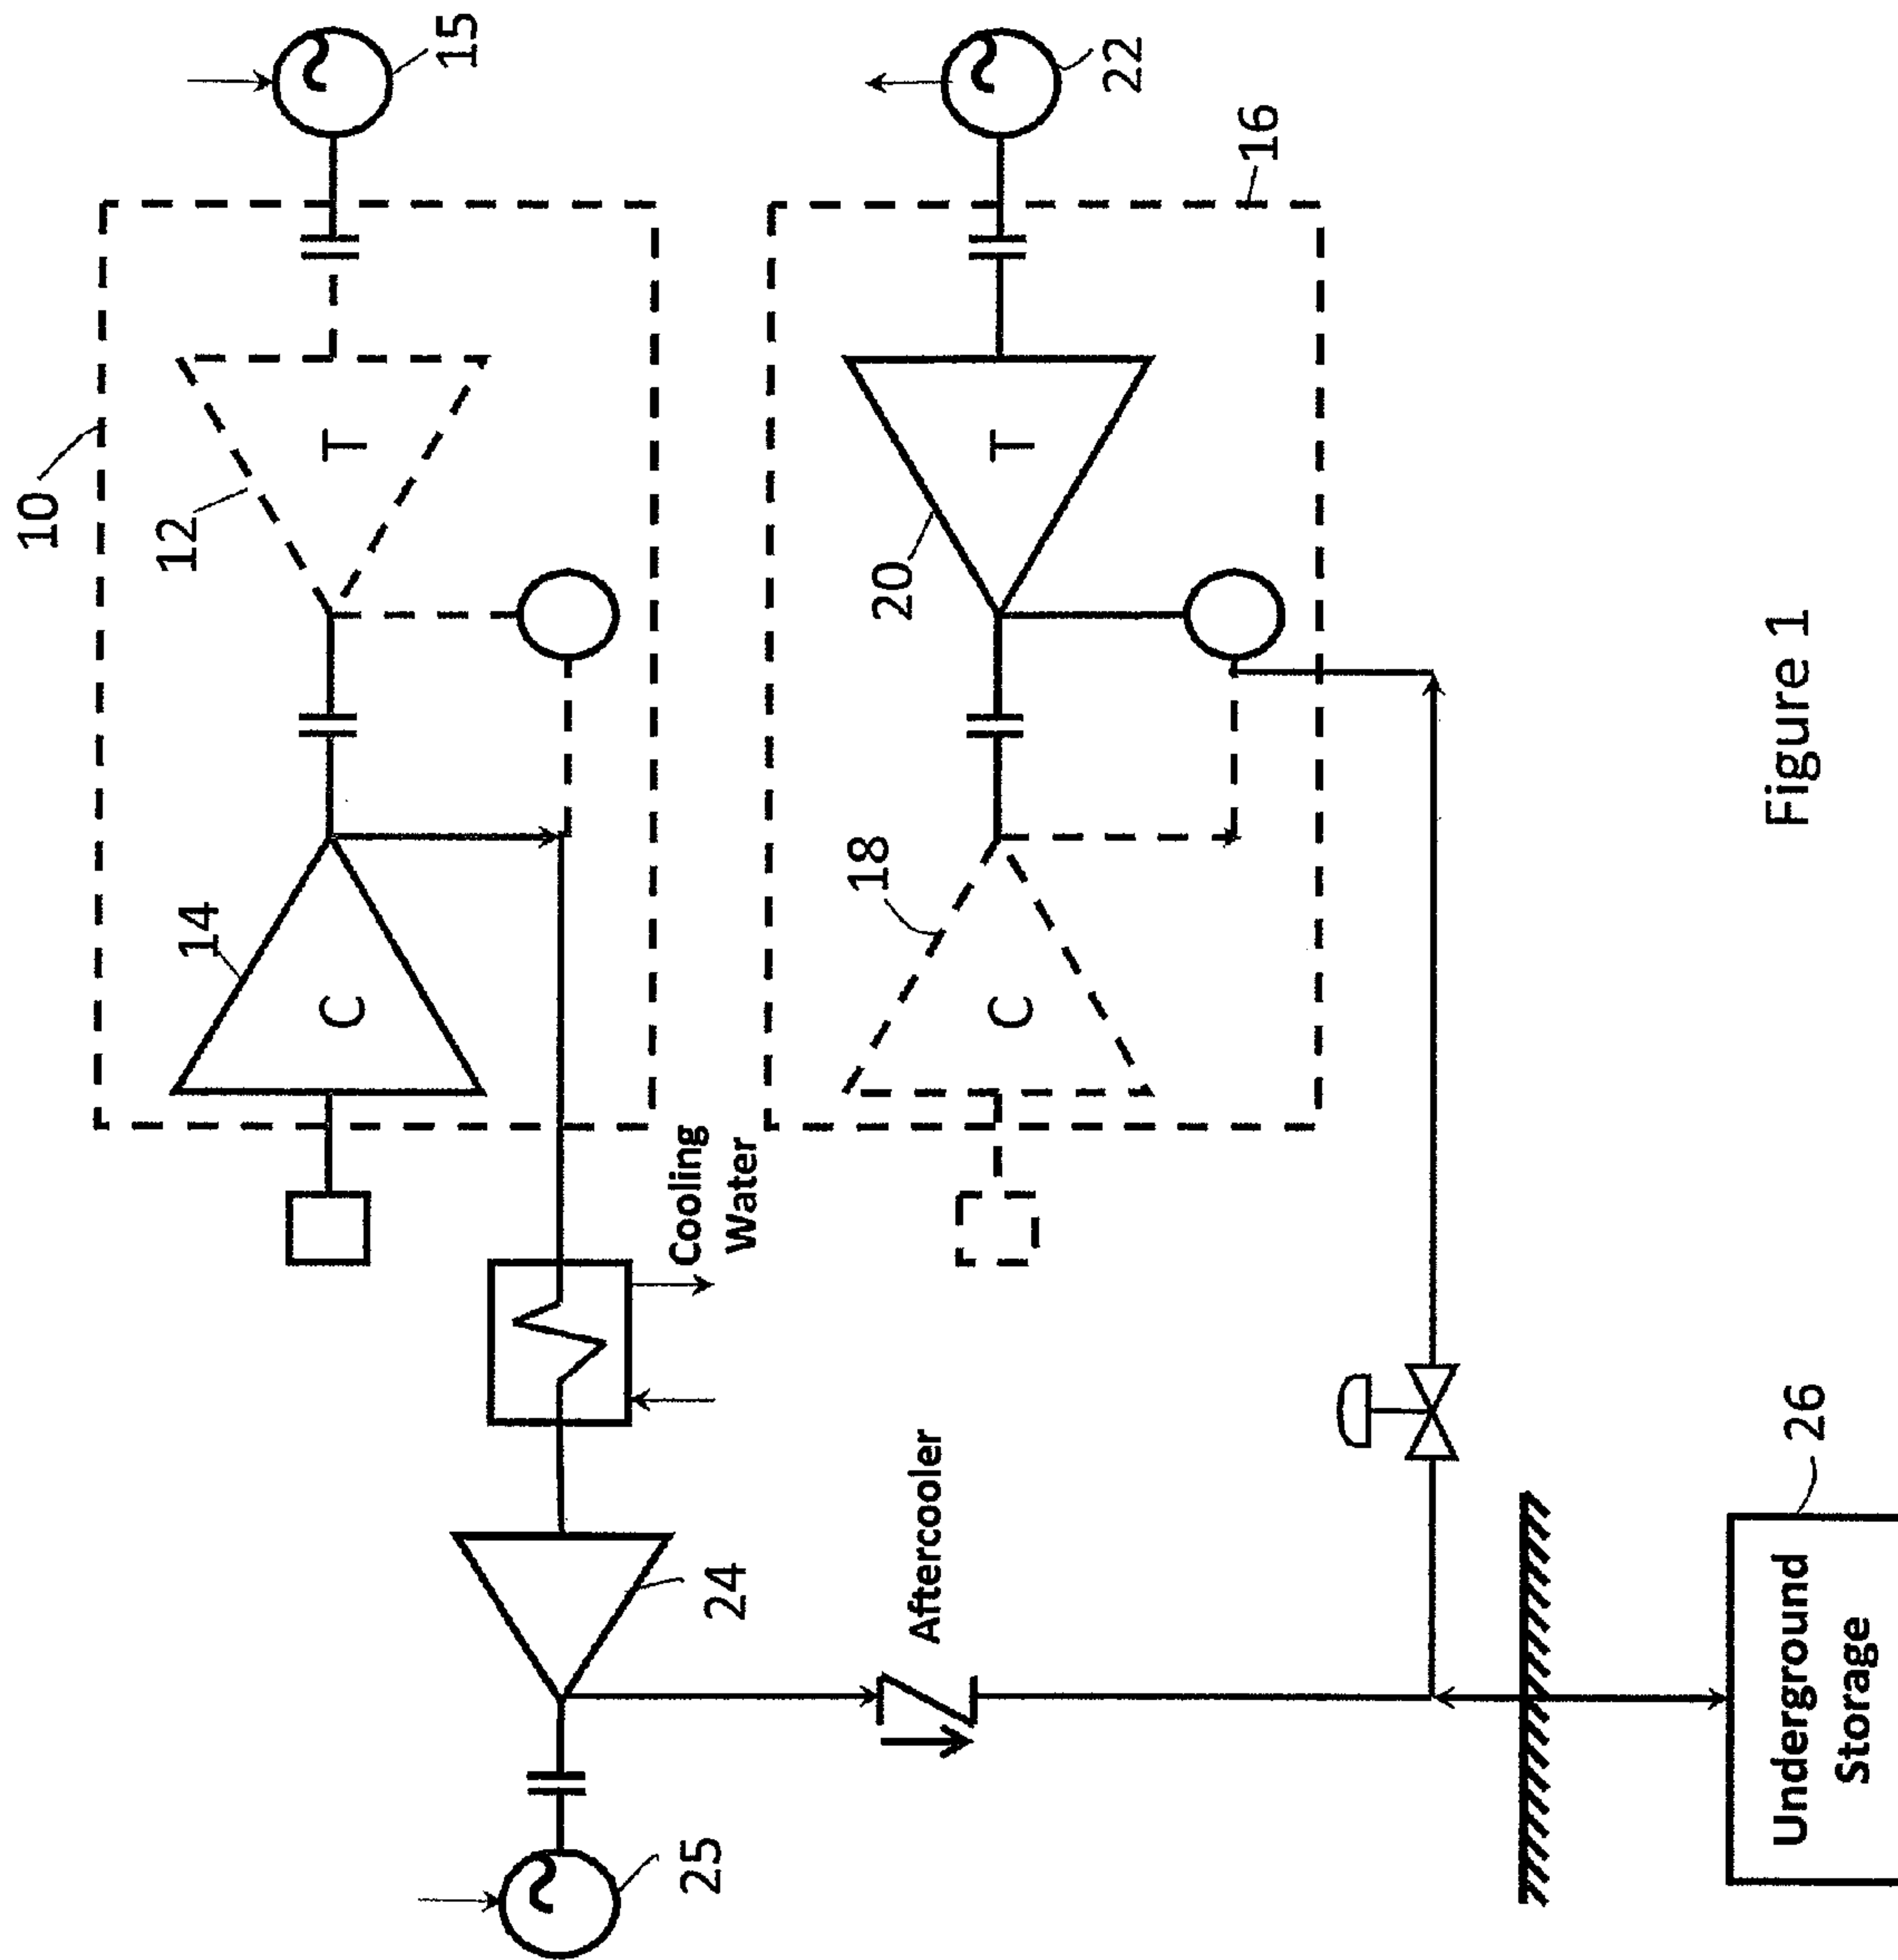 10
12
T
14
C
15
Cooling
Water
24
25
Aftercooler
16
18
C
20
T
22
Underground
Storage
26
Figure 1